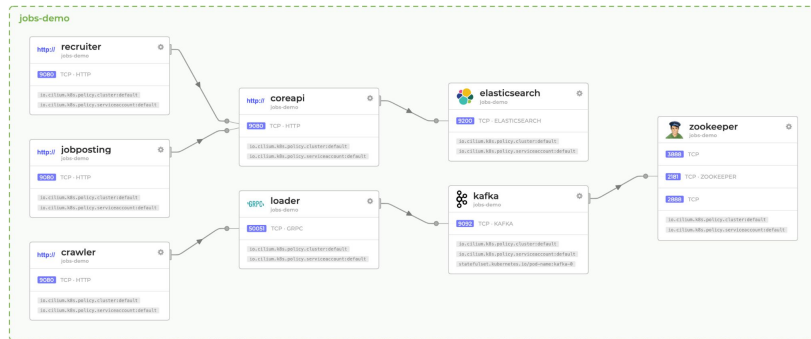 jobs-demo
http:// recruiter
jobs-demo
9080 TCP · HTTP
io.cilium.k8s.policy.cluster:default
io.cilium.k8s.policy.serviceaccount:default
http:// jobposting
jobs-demo
9080 TCP · HTTP
io.cilium.k8s.policy.cluster:default
io.cilium.k8s.policy.serviceaccount:default
http:// crawler
jobs-demo
9080 TCP · HTTP
io.cilium.k8s.policy.cluster:default
io.cilium.k8s.policy.serviceaccount:default
http:// coreapi
jobs-demo
9080 TCP · HTTP
io.cilium.k8s.policy.cluster:default
io.cilium.k8s.policy.serviceaccount:default
GRPC loader
jobs-demo
50051 TCP · GRPC
io.cilium.k8s.policy.cluster:default
io.cilium.k8s.policy.serviceaccount:default
elasticsearch
jobs-demo
9200 TCP · ELASTICSEARCH
io.cilium.k8s.policy.cluster:default
io.cilium.k8s.policy.serviceaccount:default
kafka
jobs-demo
9092 TCP · KAFKA
io.cilium.k8s.policy.cluster:default
io.cilium.k8s.policy.serviceaccount:default
statefulset.kubernetes.io/pod-name:kafka-0
zookeeper
jobs-demo
3888 TCP
2181 TCP · ZOOKEEPER
2888 TCP
io.cilium.k8s.policy.cluster:default
io.cilium.k8s.policy.serviceaccount:default